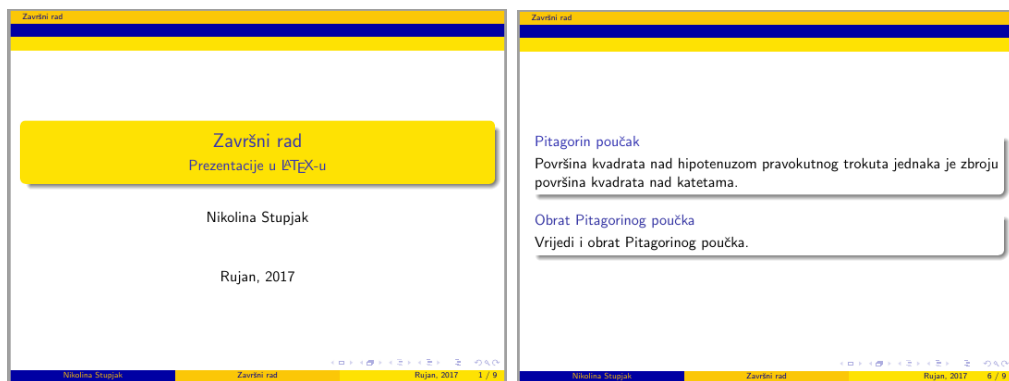 Završni rad
Završni rad
Prezentacije u LATEX-u
Nikolina Stupjak
Rujan, 2017
Nikolina Stupjak Završni rad Rujan, 2017 1 / 9
Završni rad
Pitagorin poučak
Površina kvadrata nad hipotenuzom pravokutnog trokuta jednaka je zbroju
površina kvadrata nad katetama.
Obrat Pitagorinog poučka
Vrijedi i obrat Pitagorinog poučka.
Nikolina Stupjak Završni rad Rujan, 2017 6 / 9